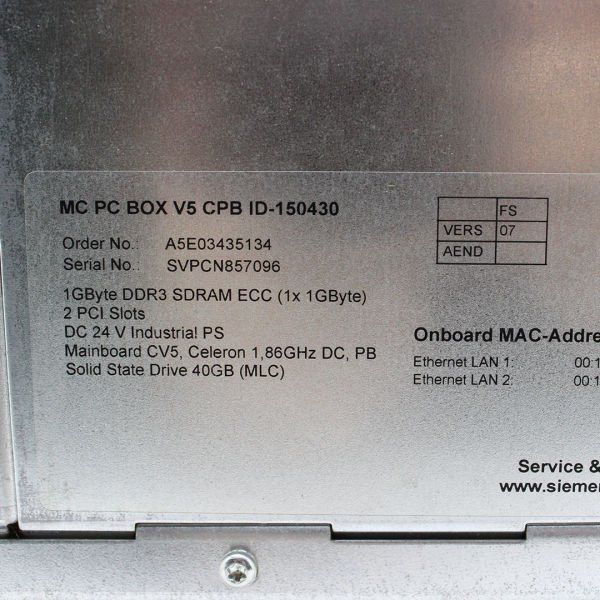 MC PC BOX V5 CPB ID-150430
Order No.: A5E03435134
Serial No.: SVPCN857096
1GByte DDR3 SDRAM ECC (1x 1GByte)
2 PCI Slots
DC 24 V Industrial PS
Mainboard CV5, Celeron 1,86GHz DC, PB
Solid State Drive 40GB (MLC)
FS
VERS 07
AEND
Onboard MAC-Addre
Ethernet LAN 1: 00:1
Ethernet LAN 2: 00:1
Service &
www.siemen